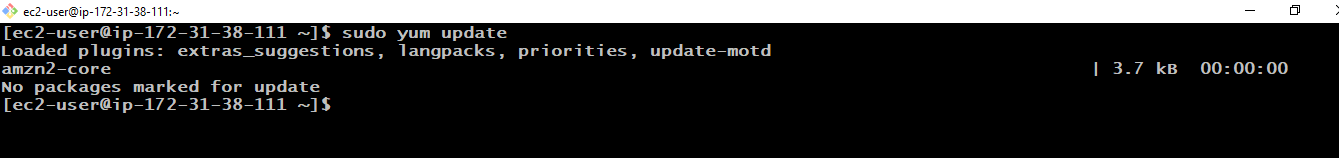 ec2-user@ip-172-31-38-111:~
[ec2-user@ip-172-31-38-111 ~]$ sudo yum update
Loaded plugins: extras_suggestions, langpacks, priorities, update-motd
amzn2-core | 3.7 kB 00:00:00
No packages marked for update
[ec2-user@ip-172-31-38-111 ~]$